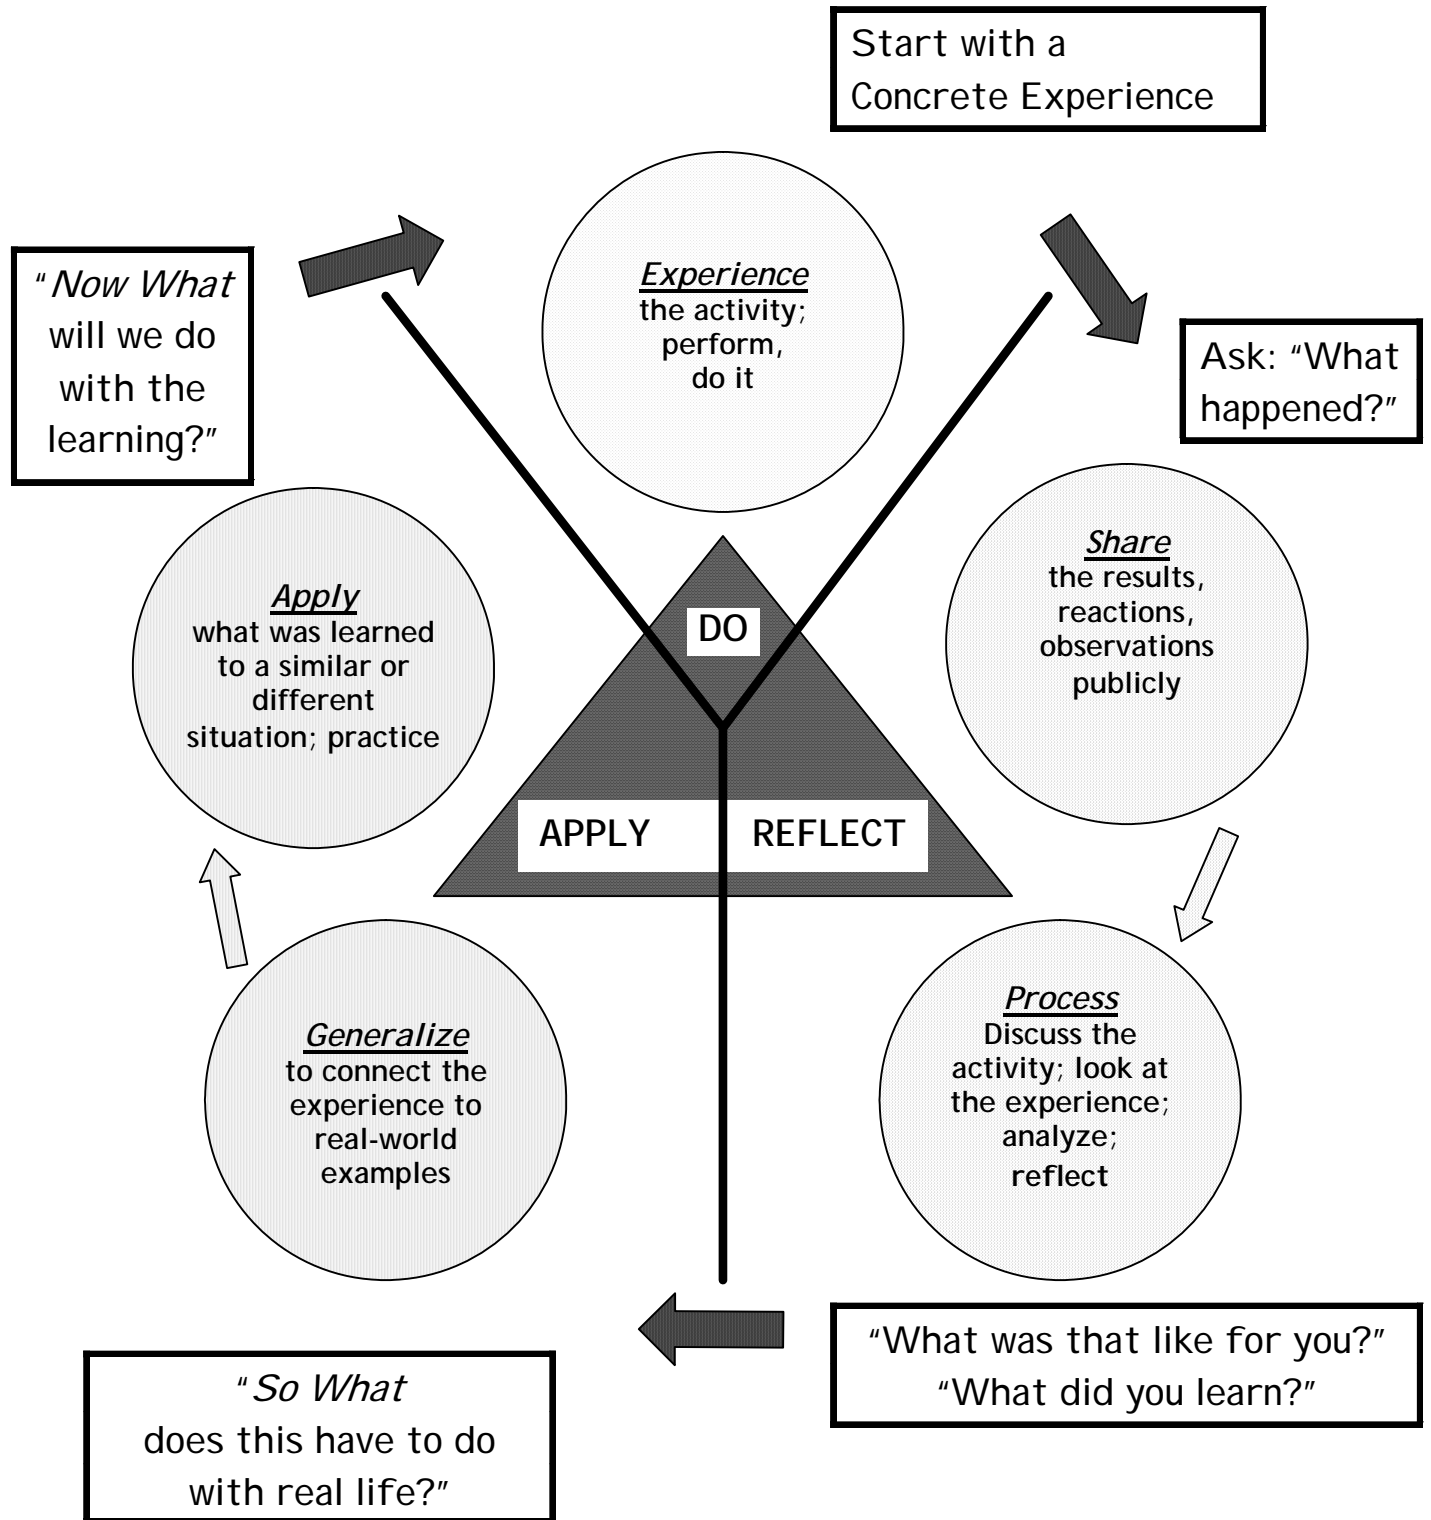 Start with a
Concrete Experience
Experience
the activity;
perform,
do it
"Now What
will we do
with the
learning?"
Ask: "What
happened?"
Share
the results,
reactions,
observations
publicly
Apply
what was learned
to a similar or
different
situation; practice
DO
APPLY
REFLECT
Process
Discuss the
activity; look at
the experience;
analyze;
reflect
Generalize
to connect the
experience to
real-world
examples
"What was that like for you?"
"What did you learn?"
"So What
does this have to do
with real life?"